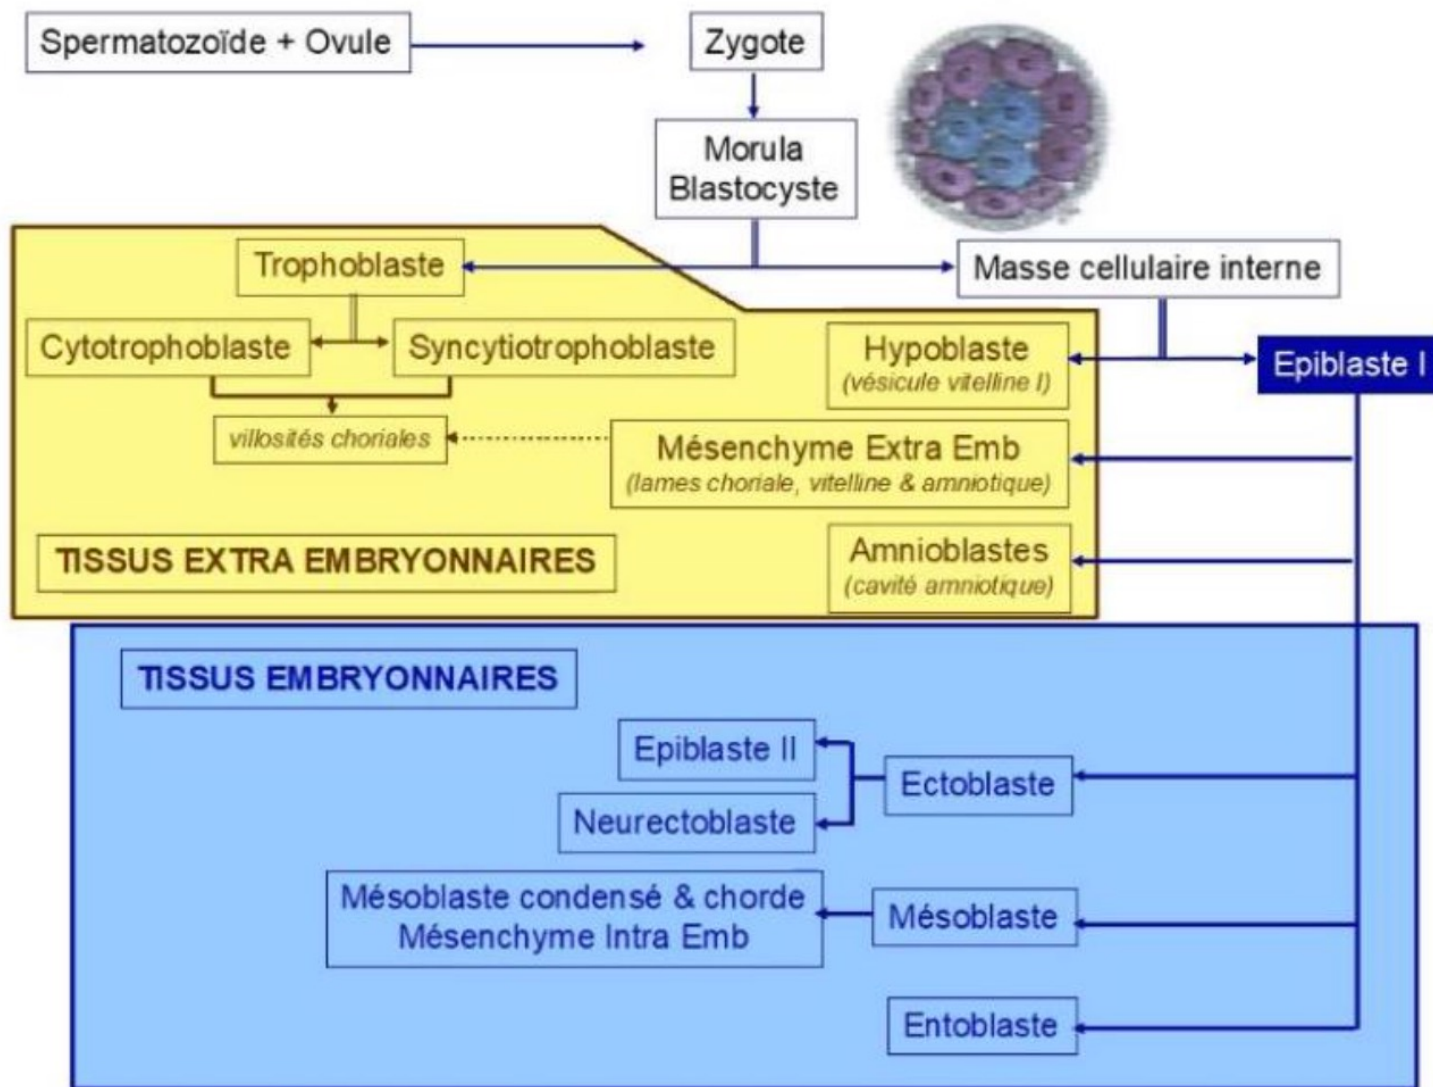 Spermatozoïde + Ovule
Zygote
Morula
Blastocyste
Trophoblaste
Masse cellulaire interne
Cytotrophoblaste
Syncytiotrophoblaste
Hypoblaste
(vésicule vitelline I)
Epiblaste I
villosités choriales
Mésenchyme Extra Emb
(lames choriale, vitelline & amniotique)
TISSUS EXTRA EMBRYONNAIRES
Amnioblastes
(cavité amniotique)
TISSUS EMBRYONNAIRES
Epiblaste II
Ectoblaste
Neurectoblaste
Mésoblaste condensé & chorde
Mésenchyme Intra Emb
Mésoblaste
Entoblaste